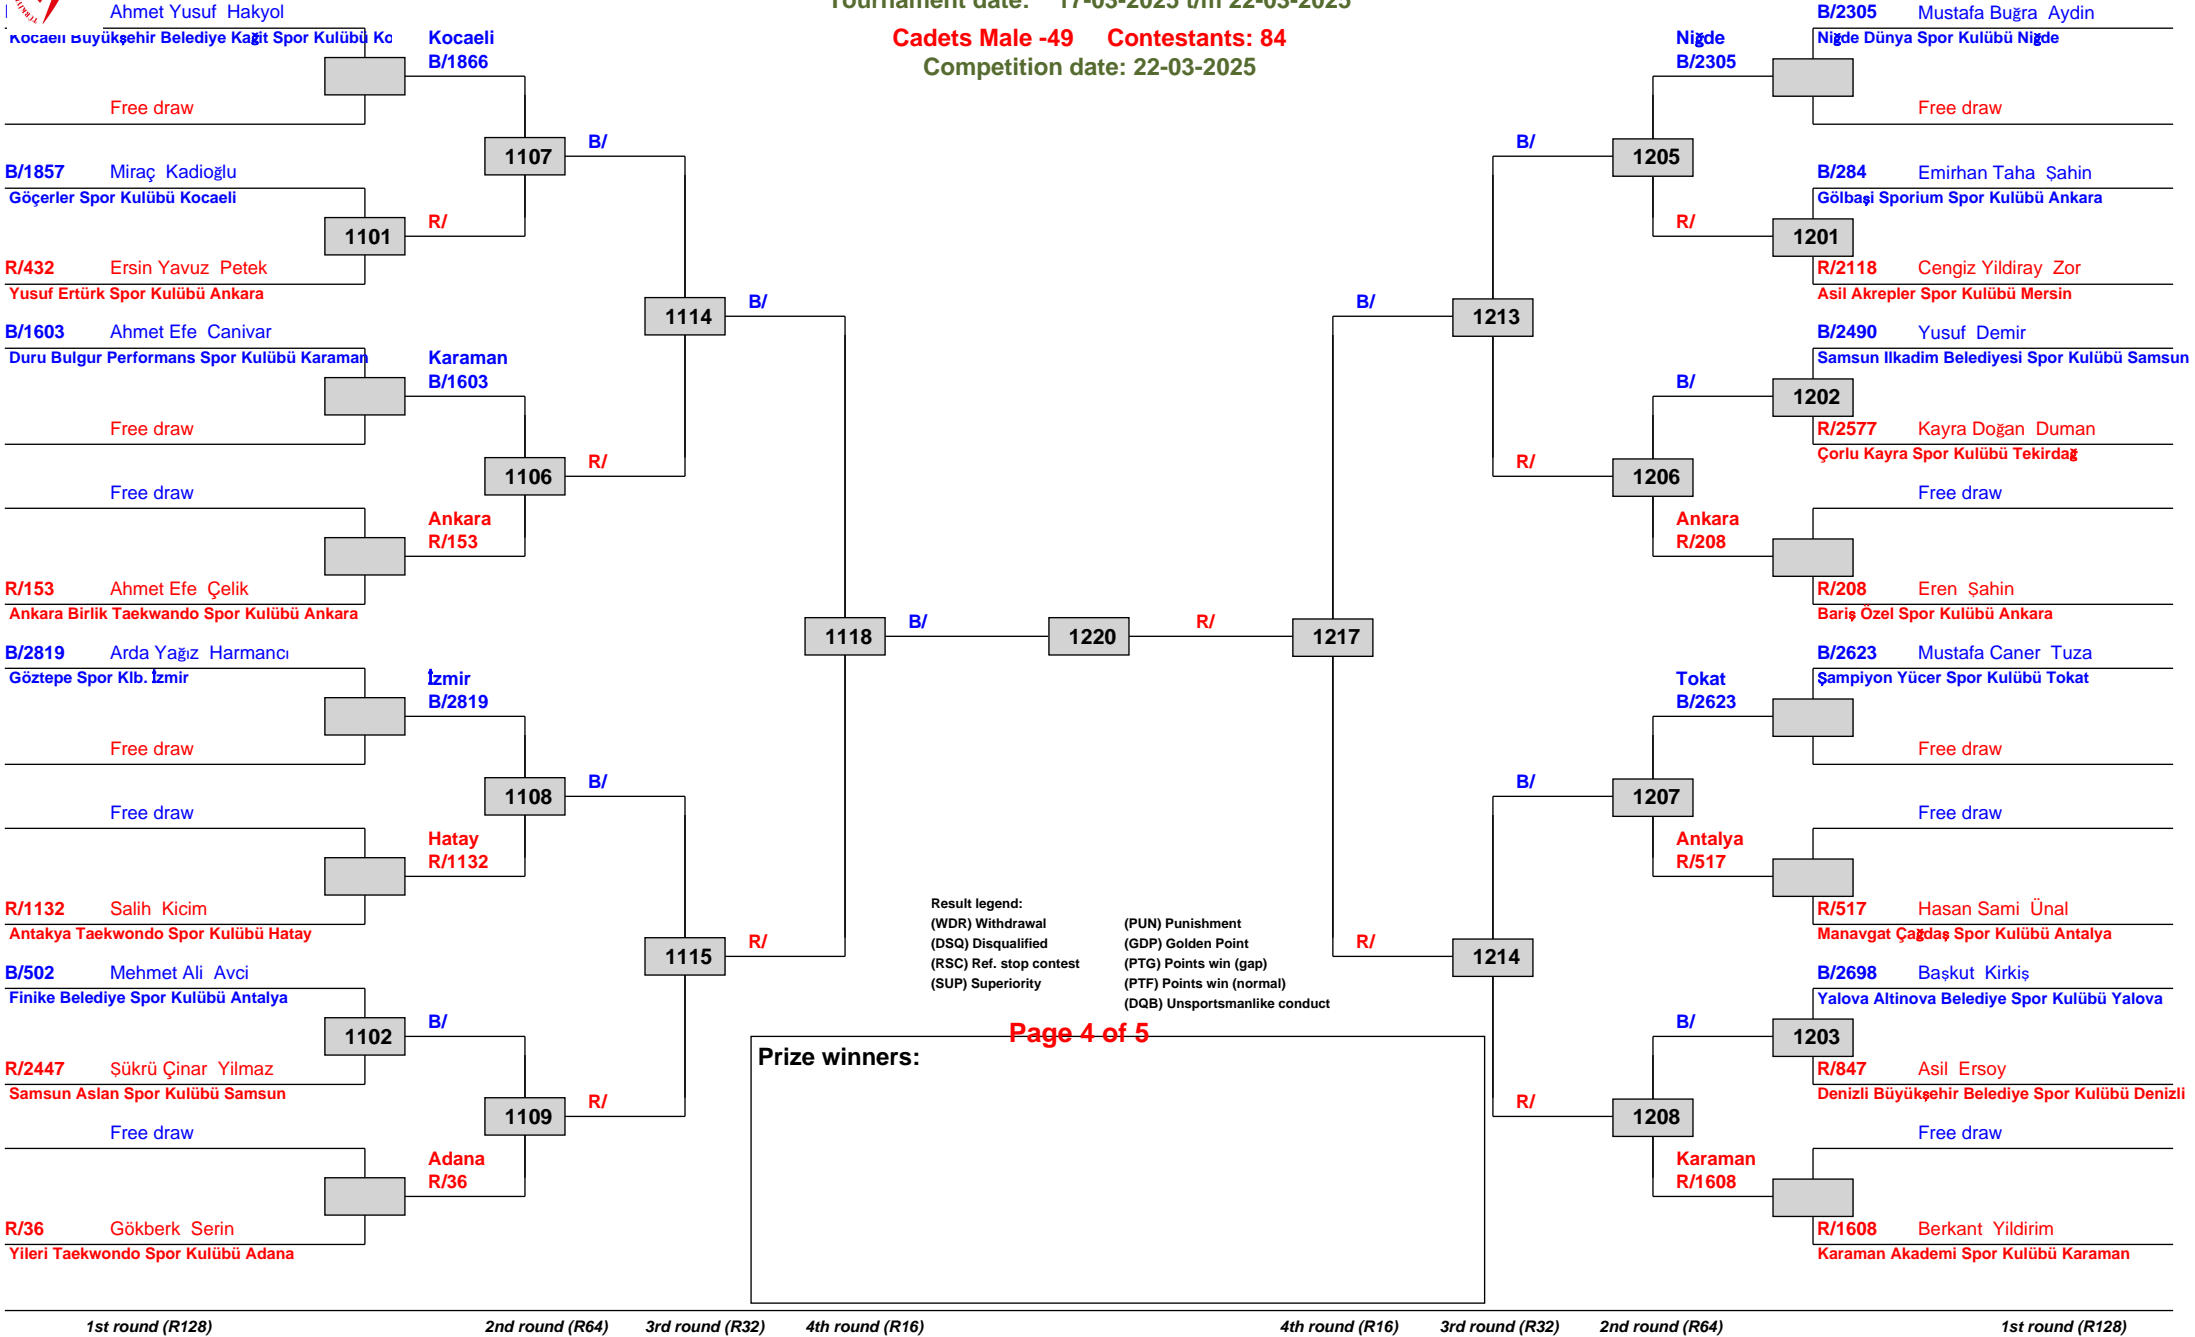 Tournament date: 17-03-2025 t/m 22-03-2025
Cadets Male -49 Contestants: 84
Competition date: 22-03-2025
Ahmet Yusuf Hakyol
Kocaeli Büyükşehir Belediye Kağit Spor Kulübü Ko
Kocaeli
B/1866
Free draw
1107
B/
B/1857 Miraç Kadioğlu
Göçerler Spor Kulübü Kocaeli
1101
R/
R/432 Ersin Yavuz Petek
Yusuf Ertürk Spor Kulübü Ankara
1114
B/
B/1603 Ahmet Efe Canivar
Duru Bulgur Performans Spor Kulübü Karaman
Karaman
B/1603
Free draw
1106
R/
Free draw
Ankara
R/153
R/153 Ahmet Efe Çelik
Ankara Birlik Taekwando Spor Kulübü Ankara
1118
B/
1220
R/
1217
B/2819 Arda Yağız Harmancı
Göztepe Spor Klb. İzmir
İzmir
B/2819
Free draw
1108
B/
Free draw
Hatay
R/1132
R/1132 Salih Kicim
Antakya Taekwondo Spor Kulübü Hatay
1115
R/
B/502 Mehmet Ali Avci
Finike Belediye Spor Kulübü Antalya
1102
B/
R/2447 Şükrü Çinar Yilmaz
Samsun Aslan Spor Kulübü Samsun
1109
R/
Free draw
Adana
R/36
R/36 Gökberk Serin
Yileri Taekwondo Spor Kulübü Adana
B/2305 Mustafa Buğra Aydin
Niğde Dünya Spor Kulübü Niğde
Niğde
B/2305
Free draw
B/
1205
B/284 Emirhan Taha Şahin
Gölbaşi Sporium Spor Kulübü Ankara
R/
1201
R/2118 Cengiz Yildiray Zor
Asil Akrepler Spor Kulübü Mersin
B/
1213
B/2490 Yusuf Demir
Samsun Ilkadim Belediyesi Spor Kulübü Samsun
B/
1202
R/2577 Kayra Doğan Duman
Çorlu Kayra Spor Kulübü Tekirdağ
R/
1206
Free draw
Ankara
R/208
R/208 Eren Şahin
Bariş Özel Spor Kulübü Ankara
B/2623 Mustafa Caner Tuza
Şampiyon Yücer Spor Kulübü Tokat
Tokat
B/2623
Free draw
B/
1207
Free draw
Antalya
R/517
R/517 Hasan Sami Ünal
Manavgat Çağdaş Spor Kulübü Antalya
R/
1214
B/2698 Başkut Kirkiş
Yalova Altinova Belediye Spor Kulübü Yalova
B/
1203
R/847 Asil Ersoy
Denizli Büyükşehir Belediye Spor Kulübü Denizli
R/
1208
Free draw
Karaman
R/1608
R/1608 Berkant Yildirim
Karaman Akademi Spor Kulübü Karaman
Result legend:
(WDR) Withdrawal (PUN) Punishment
(DSQ) Disqualified (GDP) Golden Point
(RSC) Ref. stop contest (PTG) Points win (gap)
(SUP) Superiority (PTF) Points win (normal)
(DQB) Unsportsmanlike conduct
Page 4 of 5
Prize winners:
1st round (R128) 2nd round (R64) 3rd round (R32) 4th round (R16) 4th round (R16) 3rd round (R32) 2nd round (R64) 1st round (R128)